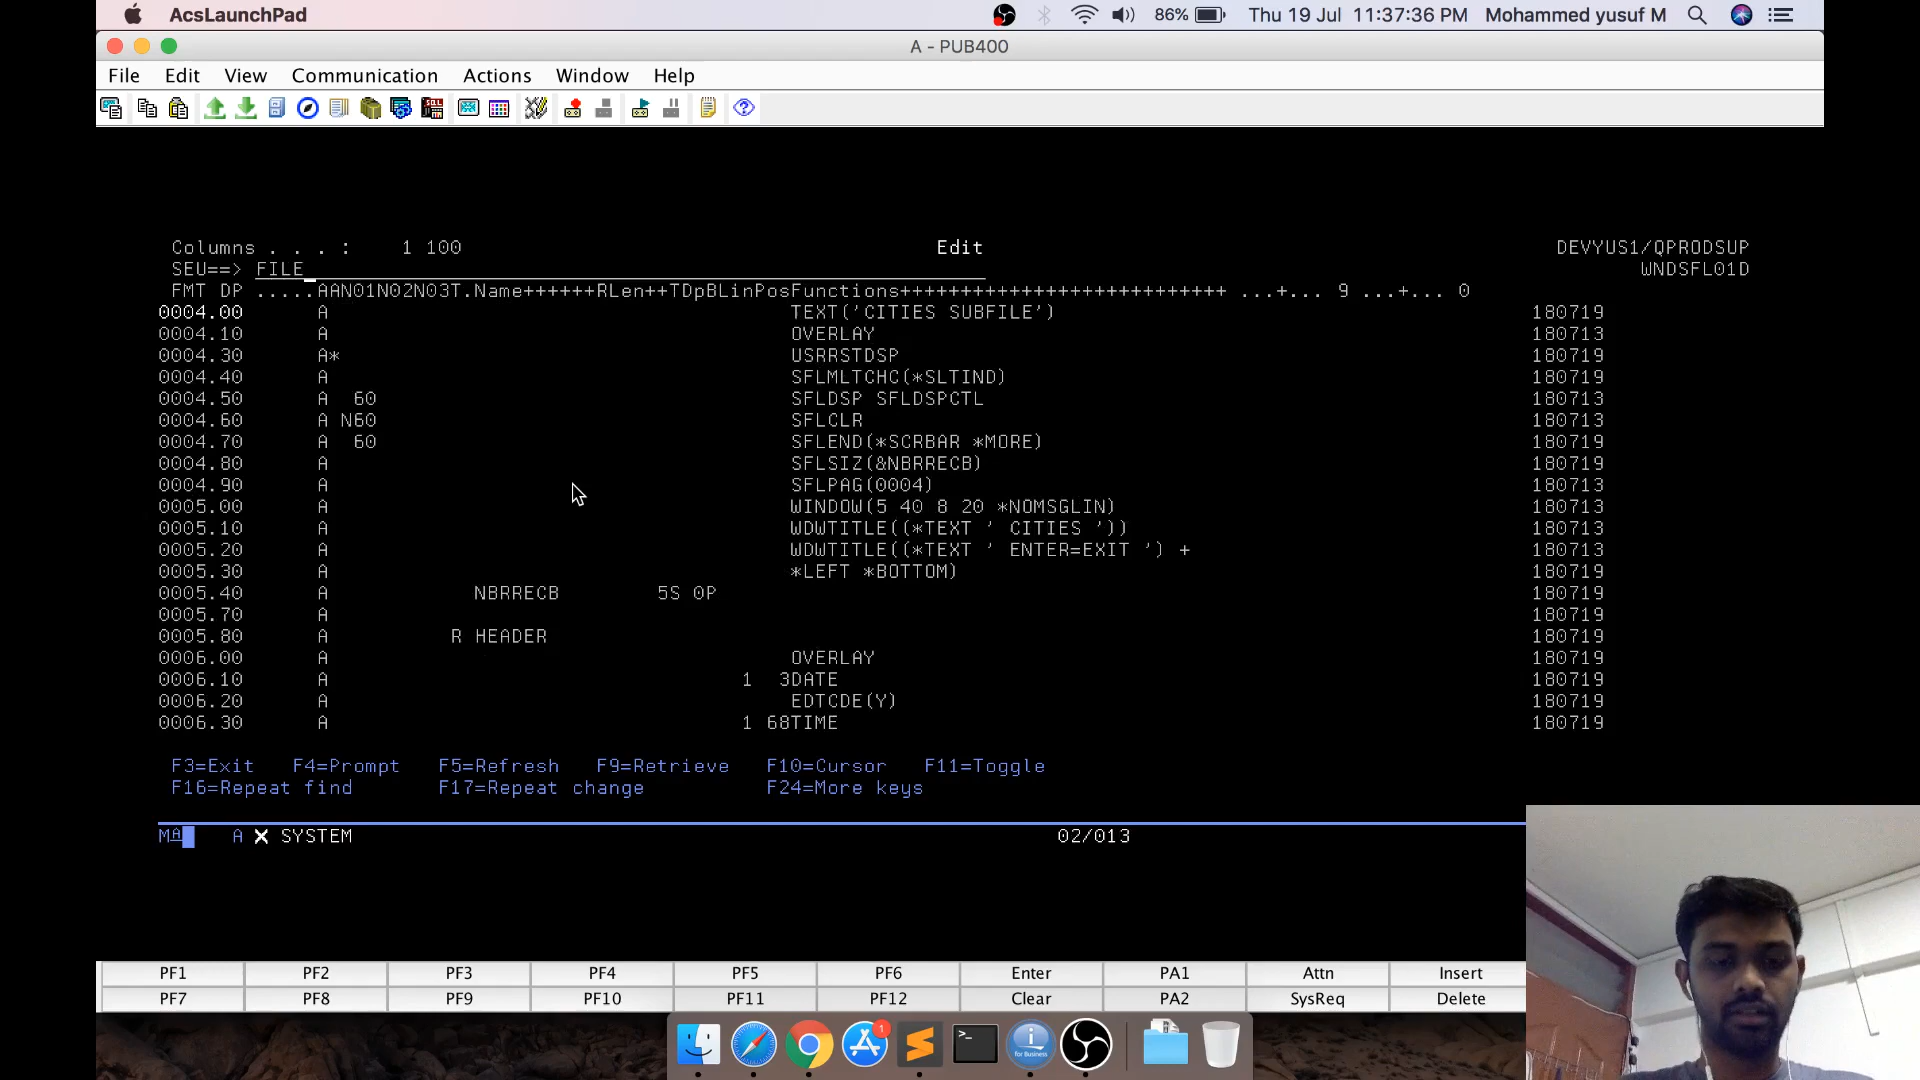 AcsLaunchPad
86%
Thu 19 Jul 11:37:36 PM
Mohammed yusuf M
A - PUB400
File Edit View Communication Actions Window Help
Columns . . . : 1 100 Edit DEVYUS1/QPRODSUP
SEU==> FILE WNDSFL01D
FMT DP .....AAN01N02N03T.Name++++++RLen++TDpBLinPosFunctions+++++++++++++++++++++++++++ ...+... 9 ...+... 0
0004.00 A TEXT('CITIES SUBFILE') 180719
0004.10 A OVERLAY 180713
0004.30 A* USRRSTDSP 180719
0004.40 A SFLMLTCHC(*SLTIND) 180719
0004.50 A 60 SFLDSP SFLDSPCTL 180713
0004.60 A N60 SFLCLR 180713
0004.70 A 60 SFLEND(*SCRBAR *MORE) 180719
0004.80 A SFLSIZ(&NBRRECB) 180713
0004.90 A SFLPAG(0004) 180713
0005.00 A WINDOW(5 40 8 20 *NOMSGLIN) 180713
0005.10 A WDWTITLE((*TEXT ' CITIES ')) 180713
0005.20 A WDWTITLE((*TEXT ' ENTER=EXIT ') + 180713
0005.30 A *LEFT *BOTTOM) 180719
0005.40 A NBRRECB 5S 0P 180719
0005.70 A 180719
0005.80 A R HEADER 180719
0006.00 A OVERLAY 180719
0006.10 A 1 3DATE 180719
0006.20 A EDTCDE(Y) 180719
0006.30 A 1 68TIME 180719
F3=Exit F4=Prompt F5=Refresh F9=Retrieve F10=Cursor F11=Toggle
F16=Repeat find F17=Repeat change F24=More keys
MA A X SYSTEM 02/013
PF1 PF2 PF3 PF4 PF5 PF6 Enter PA1 Attn Insert
PF7 PF8 PF9 PF10 PF11 PF12 Clear PA2 SysReq Delete
1
i
for Business